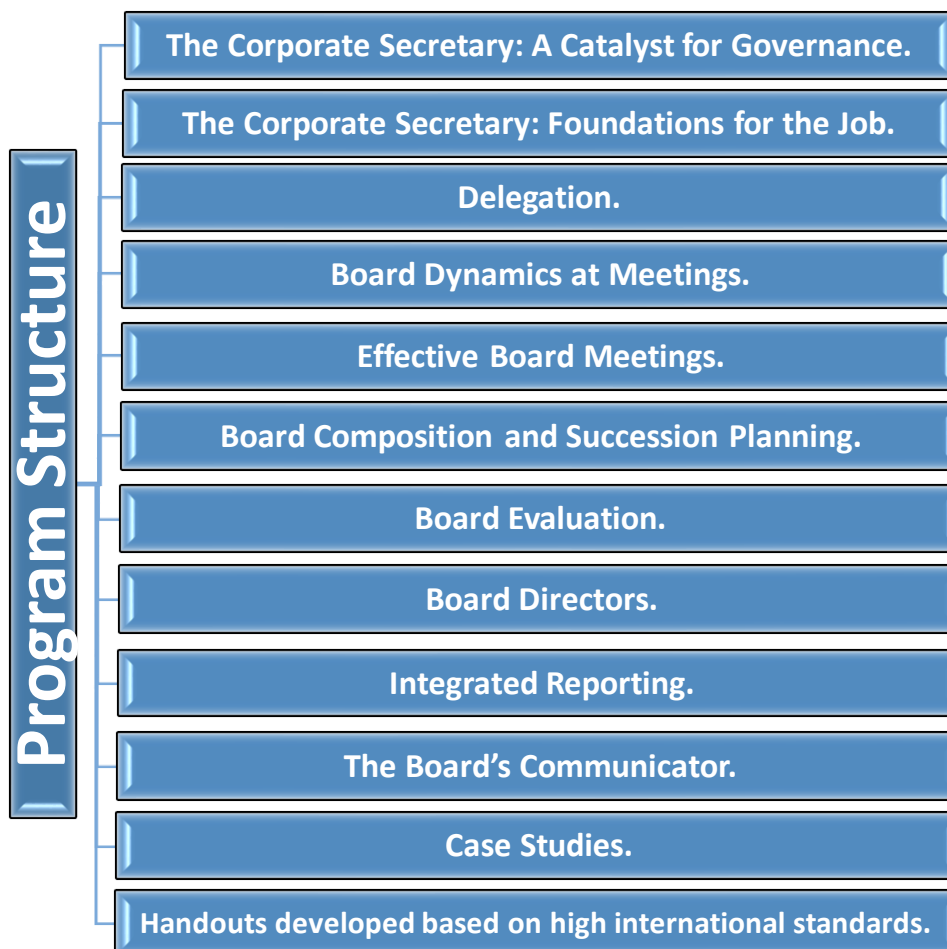 Program Structure
The Corporate Secretary: A Catalyst for Governance.
The Corporate Secretary: Foundations for the Job.
Delegation.
Board Dynamics at Meetings.
Effective Board Meetings.
Board Composition and Succession Planning.
Board Evaluation.
Board Directors.
Integrated Reporting.
The Board’s Communicator.
Case Studies.
Handouts developed based on high international standards.